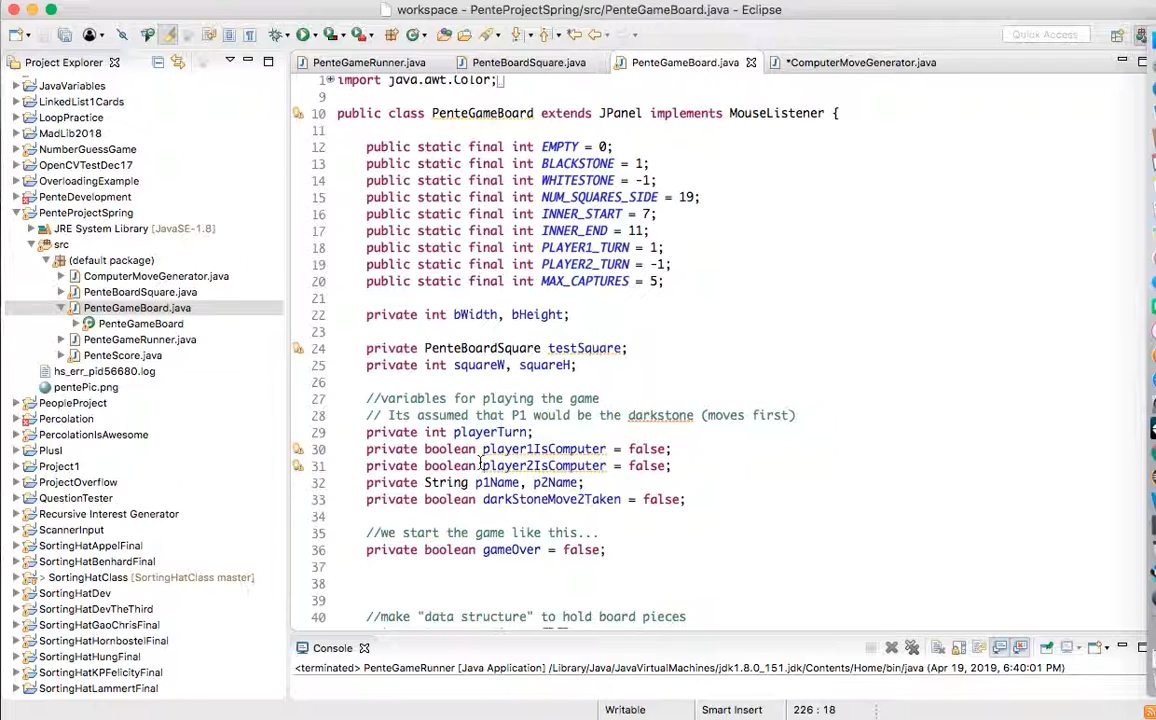 workspace - PenteProjectSpring/src/PenteGameBoard.java - Eclipse
Quick Access
Project Explorer
PenteGameRunner.java
PenteBoardSquare.java
PenteGameBoard.java
*ComputerMoveGenerator.java
JavaVariables
LinkedList1Cards
LoopPractice
MadLib2018
NumberGuessGame
OpenCVTestDec17
OverloadingExample
PenteDevelopment
PenteProjectSpring
JRE System Library [JavaSE-1.8]
src
(default package)
ComputerMoveGenerator.java
PenteBoardSquare.java
PenteGameBoard.java
PenteGameBoard
PenteGameRunner.java
PenteScore.java
hs_err_pid56680.log
pentePic.png
PeopleProject
Percolation
PercolationIsAwesome
PlusI
Project1
ProjectOverflow
QuestionTester
Recursive Interest Generator
ScannerInput
SortingHatAppelFinal
SortingHatBenhardFinal
> SortingHatClass [SortingHatClass master]
SortingHatDev
SortingHatDevTheThird
SortingHatGaoChrisFinal
SortingHatHornbostelFinal
SortingHatHungFinal
SortingHatKPFelicityFinal
SortingHatLammertFinal
1 import java.awt.Color;
9
10 public class PenteGameBoard extends JPanel implements MouseListener {
11
12 public static final int EMPTY = 0;
13 public static final int BLACKSTONE = 1;
14 public static final int WHITESTONE = -1;
15 public static final int NUM_SQUARES_SIDE = 19;
16 public static final int INNER_START = 7;
17 public static final int INNER_END = 11;
18 public static final int PLAYER1_TURN = 1;
19 public static final int PLAYER2_TURN = -1;
20 public static final int MAX_CAPTURES = 5;
21
22 private int bWidth, bHeight;
23
24 private PenteBoardSquare testSquare;
25 private int squareW, squareH;
26
27 //variables for playing the game
28 // Its assumed that P1 would be the darkstone (moves first)
29 private int playerTurn;
30 private boolean player1IsComputer = false;
31 private boolean player2IsComputer = false;
32 private String p1Name, p2Name;
33 private boolean darkStoneMove2Taken = false;
34
35 //we start the game like this...
36 private boolean gameOver = false;
37
38
39
40 //make "data structure" to hold board pieces
Console
<terminated> PenteGameRunner [Java Application] /Library/Java/JavaVirtualMachines/jdk1.8.0_151.jdk/Contents/Home/bin/java (Apr 19, 2019, 6:40:01 PM)
Writable
Smart Insert
226 : 18